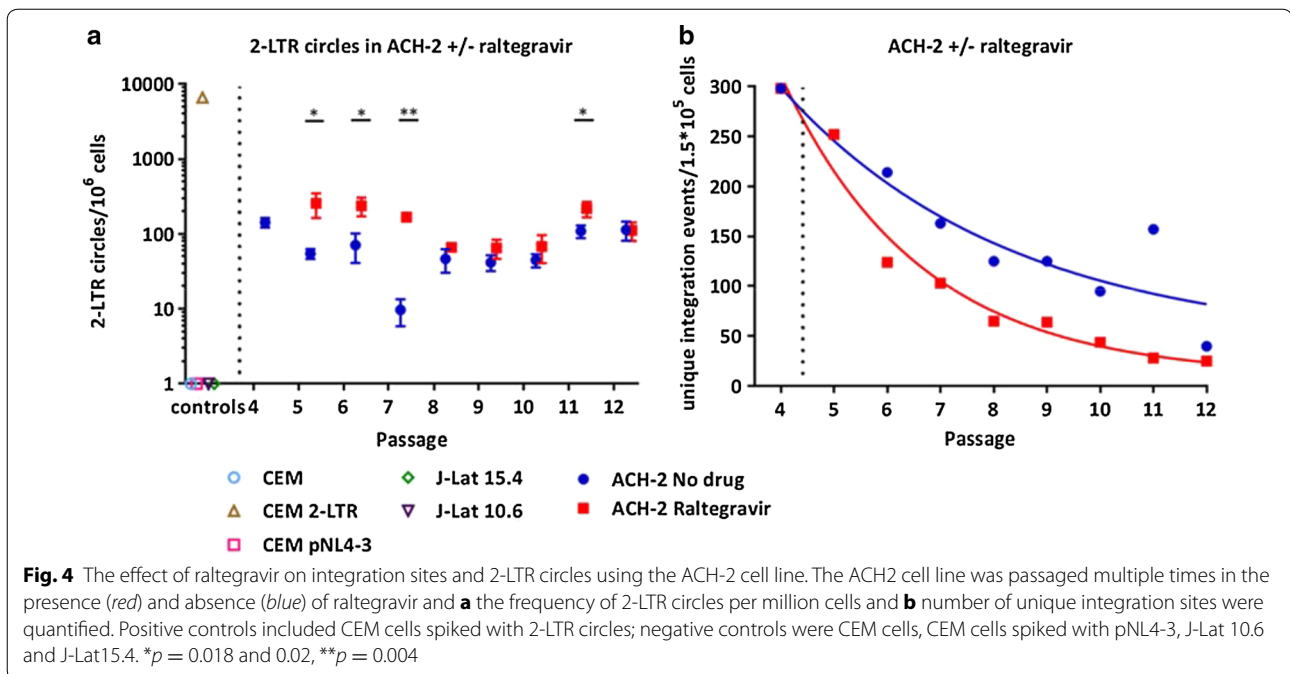 a
2-LTR circles in ACH-2 +/- raltegravir
2-LTR circles/10⁶ cells
10000
1000
100
10
1
* * ** *
controls 4 5 6 7 8 9 10 11 12
Passage
b
ACH-2 +/- raltegravir
unique integration events/1.5*10⁵ cells
300
250
200
150
100
50
0
4 5 6 7 8 9 10 11 12
Passage
CEM
CEM 2-LTR
CEM pNL4-3
J-Lat 15.4
J-Lat 10.6
ACH-2 No drug
ACH-2 Raltegravir
Fig. 4 The effect of raltegravir on integration sites and 2-LTR circles using the ACH-2 cell line. The ACH2 cell line was passaged multiple times in the
presence (red) and absence (blue) of raltegravir and a the frequency of 2-LTR circles per million cells and b number of unique integration sites were
quantified. Positive controls included CEM cells spiked with 2-LTR circles; negative controls were CEM cells, CEM cells spiked with pNL4-3, J-Lat 10.6
and J-Lat15.4. *p = 0.018 and 0.02, **p = 0.004